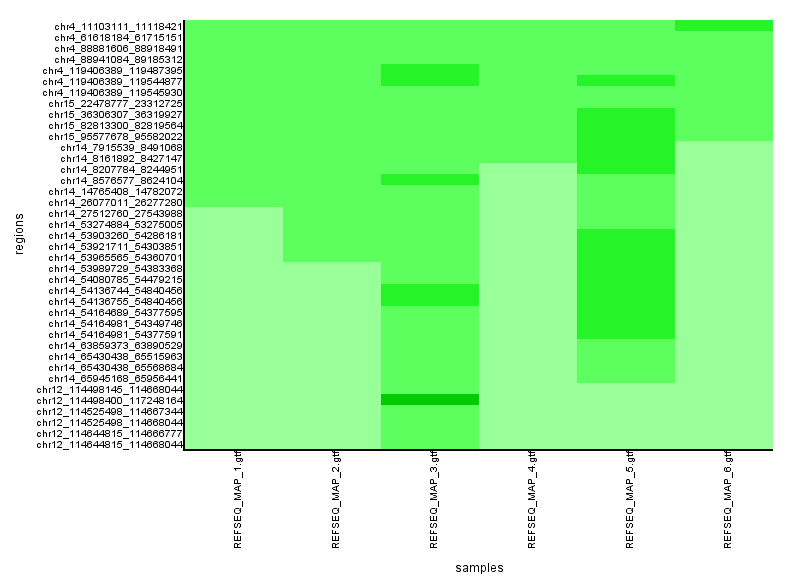 chr4_11103111_11118421
chr4_61618184_61715151
chr4_88881606_88918491
chr4_88941084_89185312
chr4_119406389_119487395
chr4_119406389_119544877
chr4_119406389_119545930
chr15_22478777_23312725
chr15_36306307_36319927
chr15_82813300_82819564
chr15_95577678_95582022
chr14_7915539_8491068
chr14_8161892_8427147
chr14_8207784_8244951
chr14_8576577_8624104
chr14_14765408_14782072
chr14_26077011_26277280
chr14_27512760_27543988
chr14_53274884_53275005
chr14_53903260_54286181
chr14_53921711_54303851
chr14_53965565_54360701
chr14_53989729_54383368
chr14_54080785_54479215
chr14_54136744_54840456
chr14_54136755_54840456
chr14_54164689_54377595
chr14_54164981_54349746
chr14_54164981_54377591
chr14_63859373_63890529
chr14_65430438_65515963
chr14_65430438_65568684
chr14_65945168_65956441
chr12_114498145_114668044
chr12_114498400_117248164
chr12_114525498_114667344
chr12_114525498_114668044
chr12_114644815_114666777
chr12_114644815_114668044
regions
REFSEQ_MAP_1.gtf
REFSEQ_MAP_2.gtf
REFSEQ_MAP_3.gtf
REFSEQ_MAP_4.gtf
REFSEQ_MAP_5.gtf
REFSEQ_MAP_6.gtf
samples